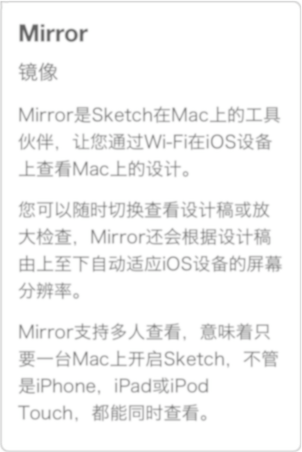 Mirror
镜像
Mirror是Sketch在Mac上的工具
伙伴，让您通过Wi-Fi在iOS设备
上查看Mac上的设计。
您可以随时切换查看设计稿或放
大检查，Mirror还会根据设计稿
由上至下自动适应iOS设备的屏幕
分辨率。
Mirror支持多人查看，意味着只
要一台Mac上开启Sketch，不管
是iPhone，iPad或iPod
Touch，都能同时查看。